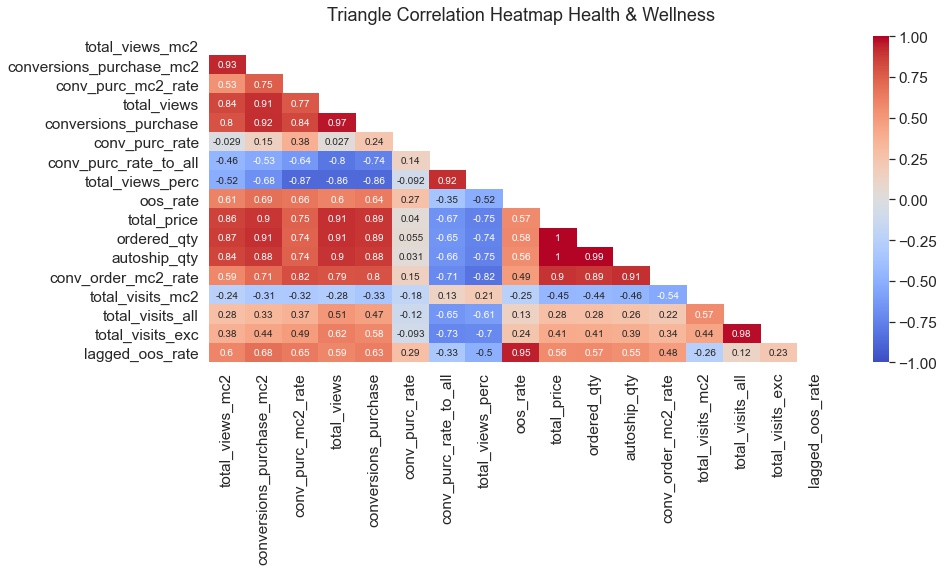 Triangle Correlation Heatmap Health & Wellness
total_views_mc2
conversions_purchase_mc2 0.93
conv_purc_mc2_rate 0.53 0.75
total_views 0.84 0.91 0.77
conversions_purchase 0.8 0.92 0.84 0.97
conv_purc_rate -0.029 0.15 0.38 0.027 0.24
conv_purc_rate_to_all -0.46 -0.53 -0.64 -0.8 -0.74 0.14
total_views_perc -0.52 -0.68 -0.87 -0.86 -0.86 -0.092 0.92
oos_rate 0.61 0.69 0.66 0.6 0.64 0.27 -0.35 -0.52
total_price 0.86 0.9 0.75 0.91 0.89 0.04 -0.67 -0.75 0.57
ordered_qty 0.87 0.91 0.74 0.91 0.89 0.055 -0.65 -0.74 0.58 1
autoship_qty 0.84 0.88 0.74 0.9 0.88 0.031 -0.66 -0.75 0.56 1 0.99
conv_order_mc2_rate 0.59 0.71 0.82 0.79 0.8 0.15 -0.71 -0.82 0.49 0.9 0.89 0.91
total_visits_mc2 -0.24 -0.31 -0.32 -0.28 -0.33 -0.18 0.13 0.21 -0.25 -0.45 -0.44 -0.46 -0.54
total_visits_all 0.28 0.33 0.37 0.51 0.47 -0.12 -0.65 -0.61 0.13 0.28 0.28 0.26 0.22 0.57
total_visits_exc 0.38 0.44 0.49 0.62 0.58 -0.093 -0.73 -0.7 0.24 0.41 0.41 0.39 0.34 0.44 0.98
lagged_oos_rate 0.6 0.68 0.65 0.59 0.63 0.29 -0.33 -0.5 0.95 0.56 0.57 0.55 0.48 -0.26 0.12 0.23
total_views_mc2
conversions_purchase_mc2
conv_purc_mc2_rate
total_views
conversions_purchase
conv_purc_rate
conv_purc_rate_to_all
total_views_perc
oos_rate
total_price
ordered_qty
autoship_qty
conv_order_mc2_rate
total_visits_mc2
total_visits_all
total_visits_exc
lagged_oos_rate
1.00
0.75
0.50
0.25
0.00
−0.25
−0.50
−0.75
−1.00